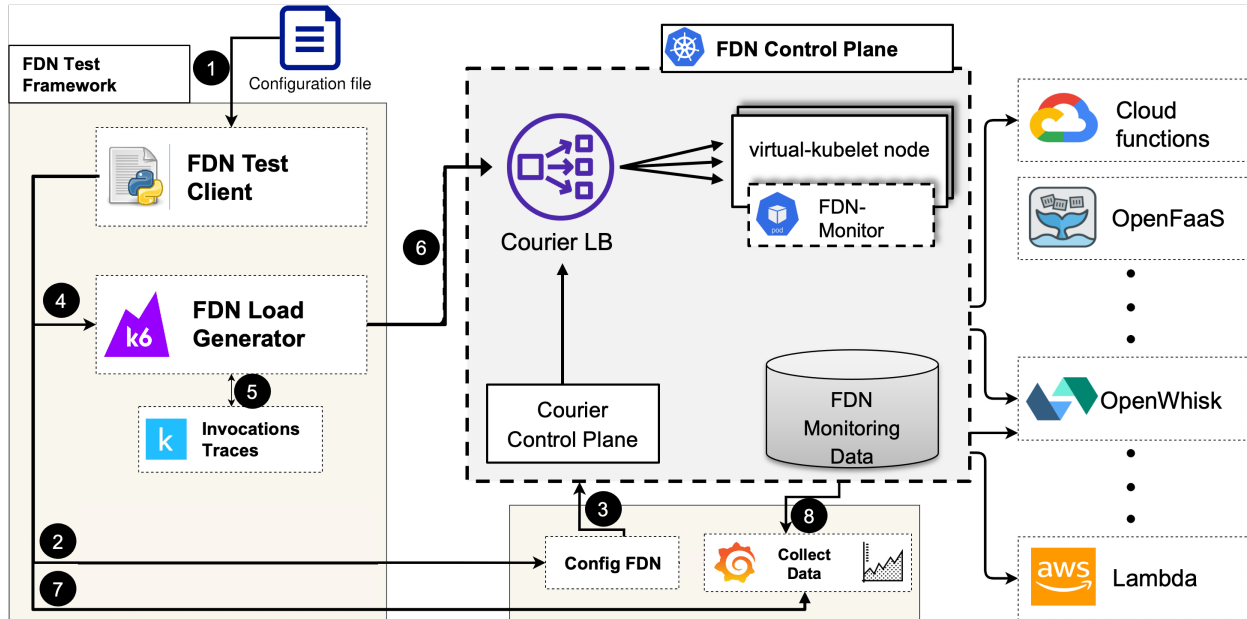 FDN Test
Framework
1
Configuration file
FDN Test
Client
4
k6
FDN Load
Generator
5
k
Invocations
Traces
2
7
6
FDN Control Plane
Courier LB
virtual-kubelet node
pod
FDN-
Monitor
Courier
Control Plane
FDN
Monitoring
Data
3
8
Config FDN
Collect
Data
Cloud
functions
OpenFaaS
OpenWhisk
aws
Lambda